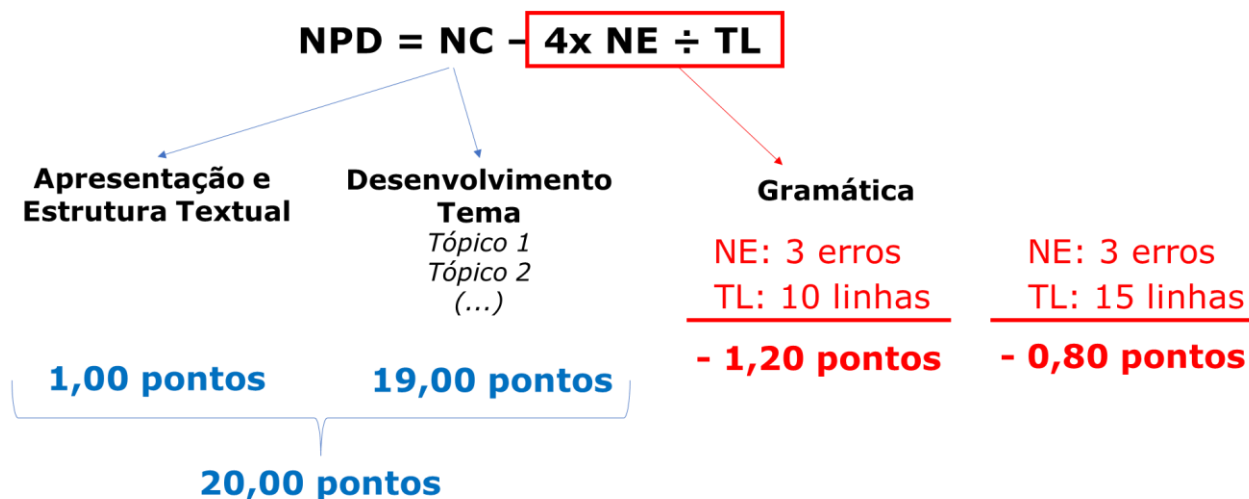 NPD = NC – 4x NE ÷ TL
Apresentação e
Estrutura Textual
1,00 pontos
Desenvolvimento
Tema
Tópico 1
Tópico 2
(...)
19,00 pontos
20,00 pontos
Gramática
NE: 3 erros
TL: 10 linhas
- 1,20 pontos
NE: 3 erros
TL: 15 linhas
- 0,80 pontos